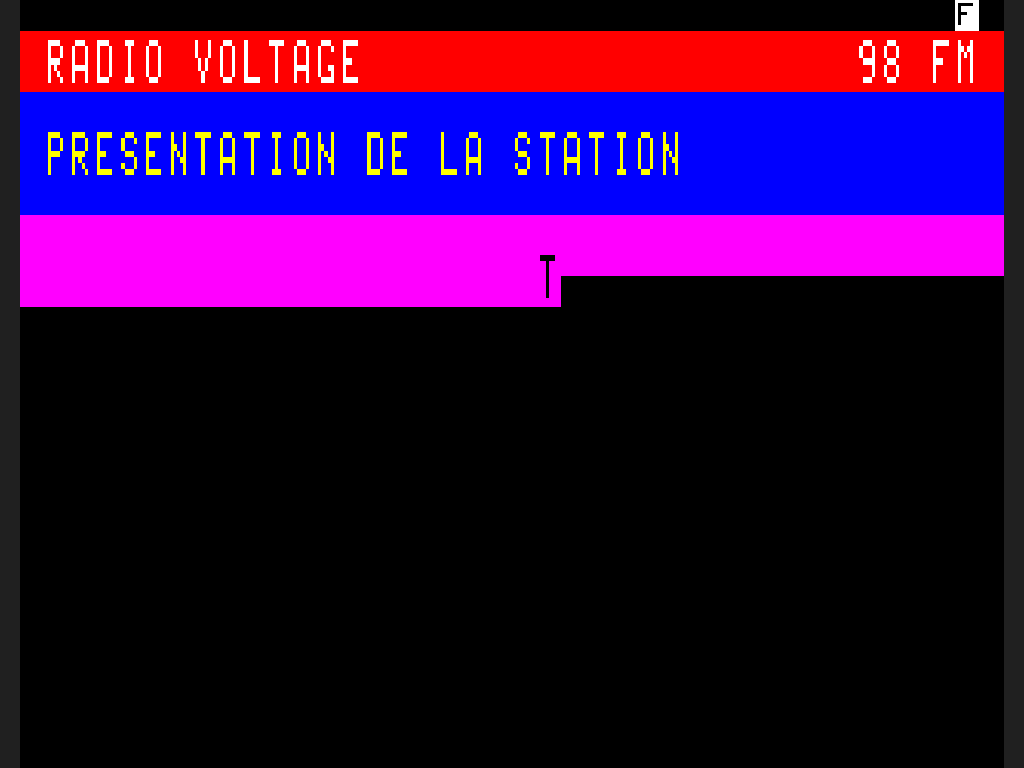 F
RADIO VOLTAGE 98 FM
PRESENTATION DE LA STATION
T